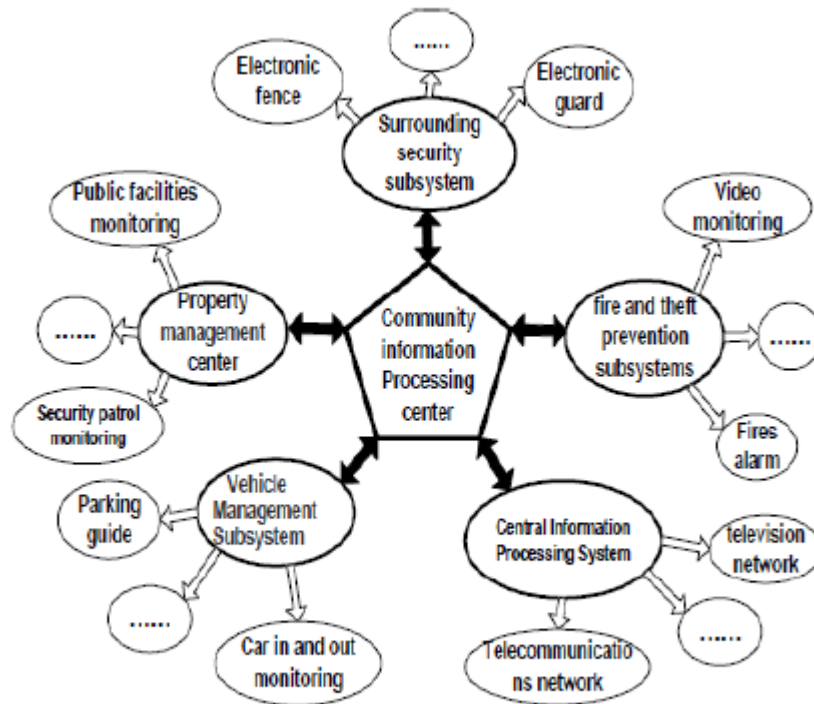 ......
Electronic
fence
Electronic
guard
Surrounding
security
subsystem
Public facilities
monitoring
Video
monitoring
Property
management
center
......
Community
information
Processing
center
fire and theft
prevention
subsystems
......
Security patrol
monitoring
Fires
alarm
Vehicle
Management
Subsystem
Parking
guide
Central Information
Processing System
television
network
......
......
Car in and out
monitoring
Telecommunicatio
ns network